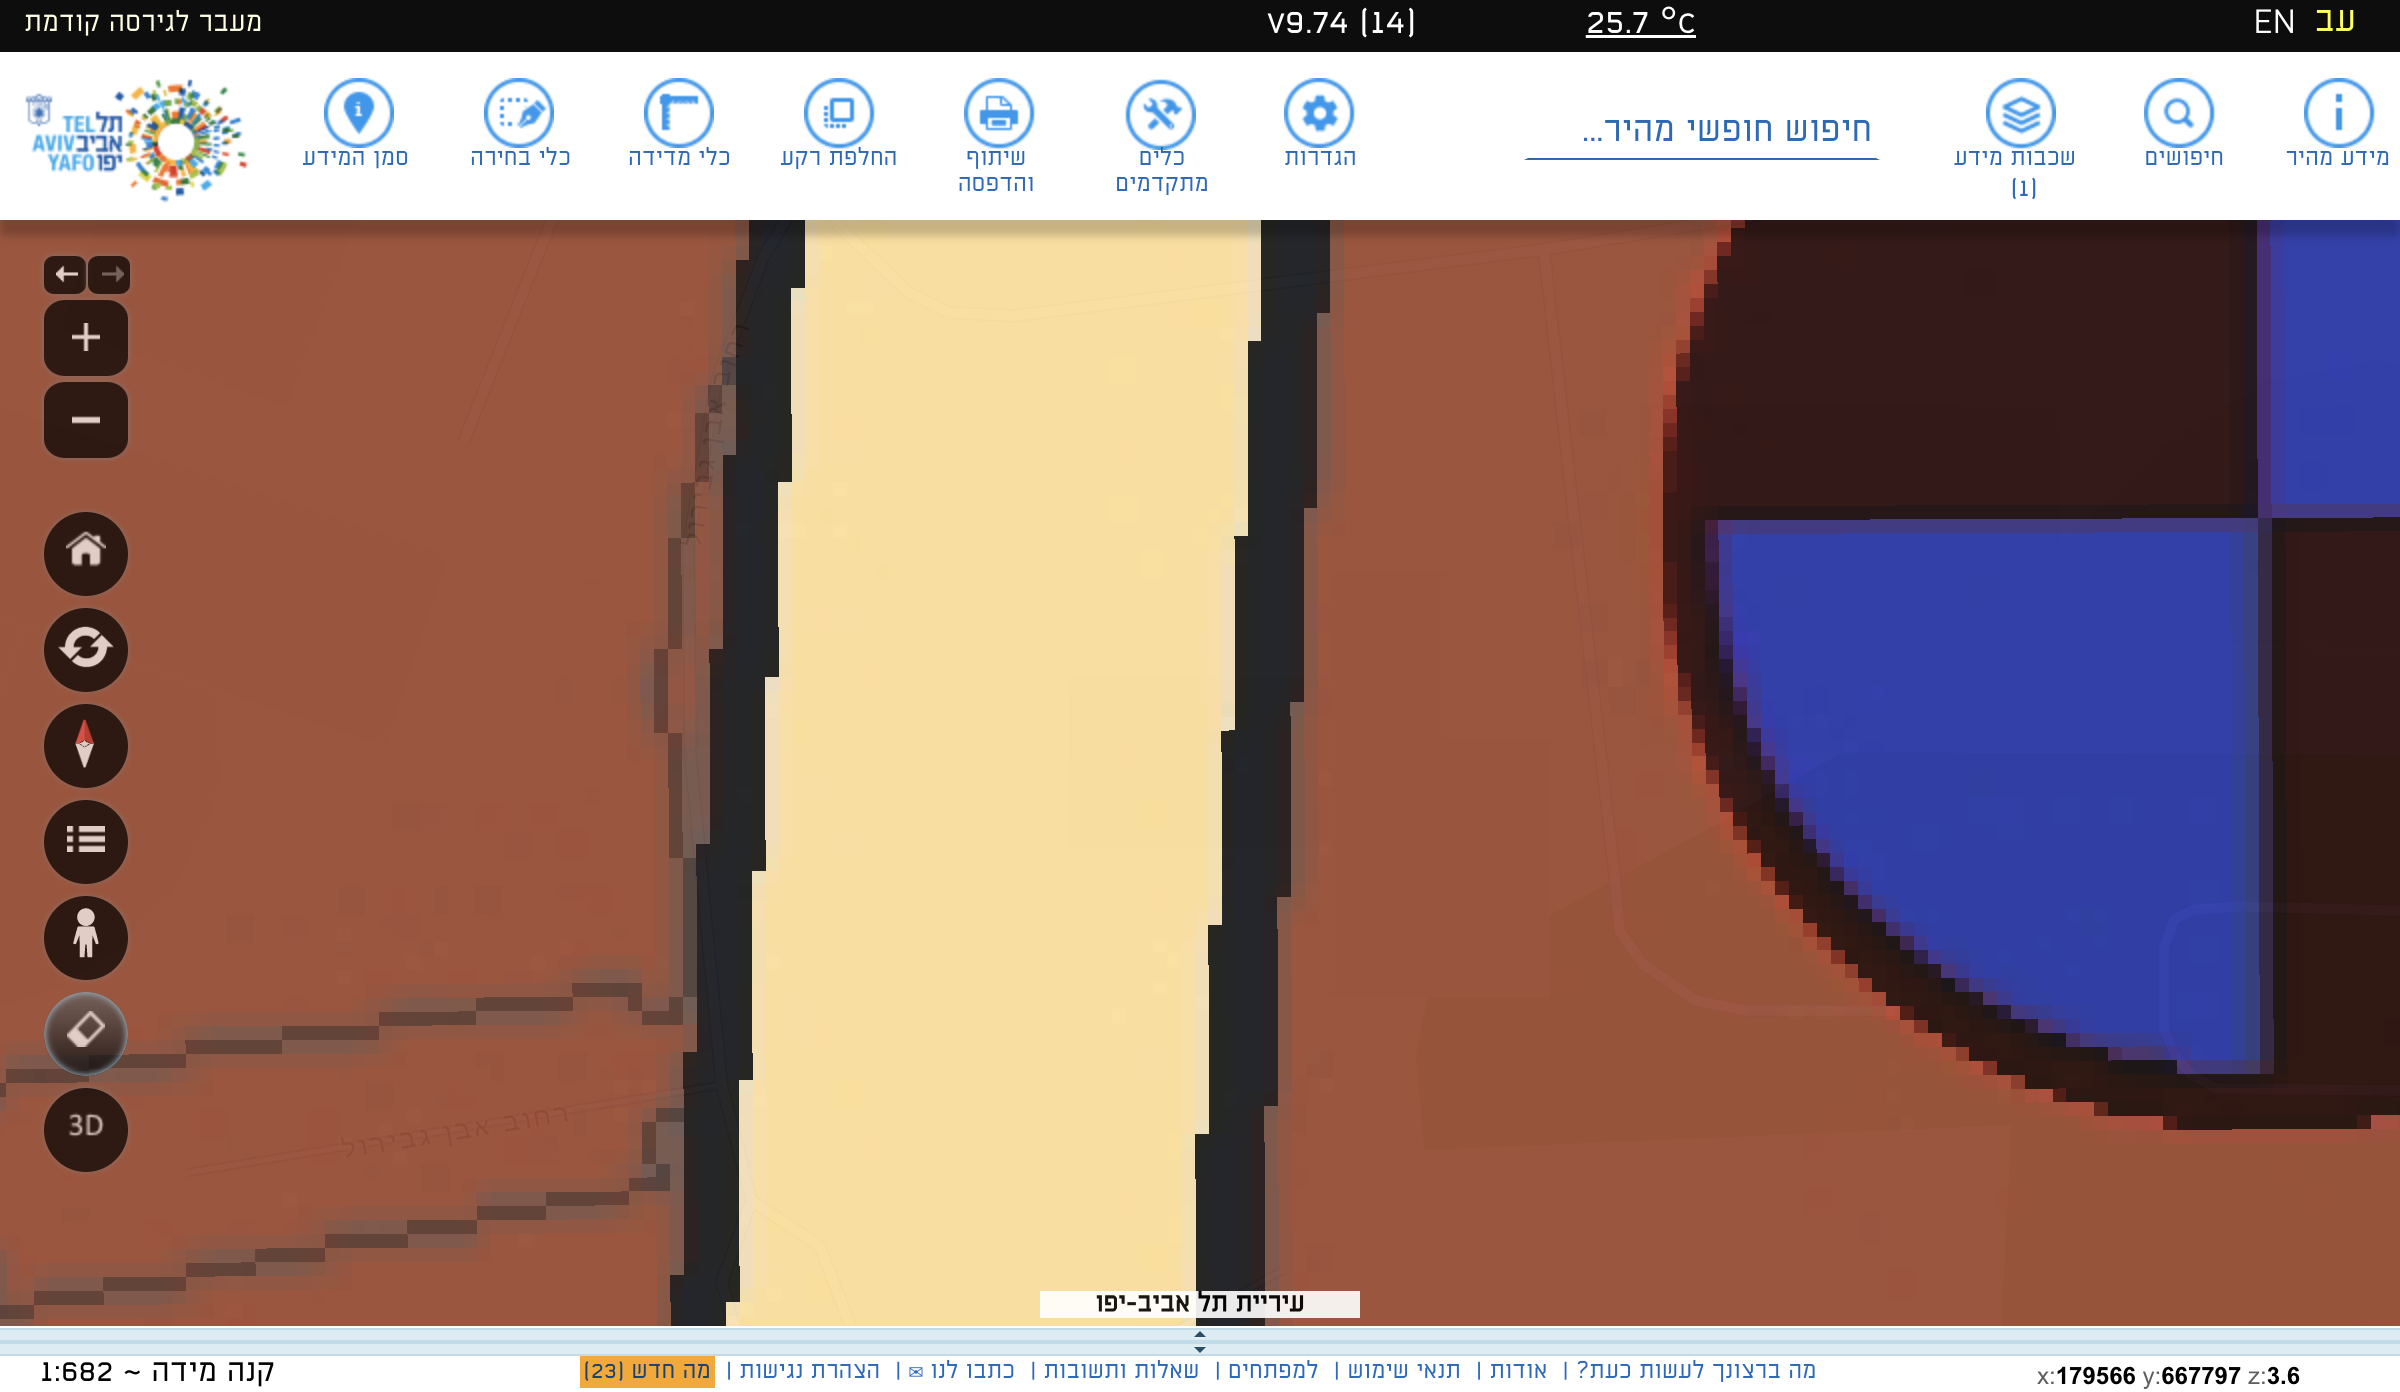 עב EN
25.7 °C
V9.74 (14)
מעבר לגירסה קודמת
מידע מהיר
חיפושים
שכבות מידע
(1)
חיפוש חופשי מהיר...
הגדרות
כלים
מתקדמים
שיתוף
והדפסה
החלפת רקע
כלי מדידה
כלי בחירה
סמן המידע
תל TEL
אביב AVIV
יפו YAFO
רחוב אבן גבירול
3D
רחוב אבן גבירול
עיריית תל אביב-יפו
x:179566 y:667797 z:3.6
מה ברצונך לעשות כעת? | אודות | תנאי שימוש | למפתחים | שאלות ותשובות | כתבו לנו ✉ | הצהרת נגישות | מה חדש (23)
קנה מידה ~ 1:682